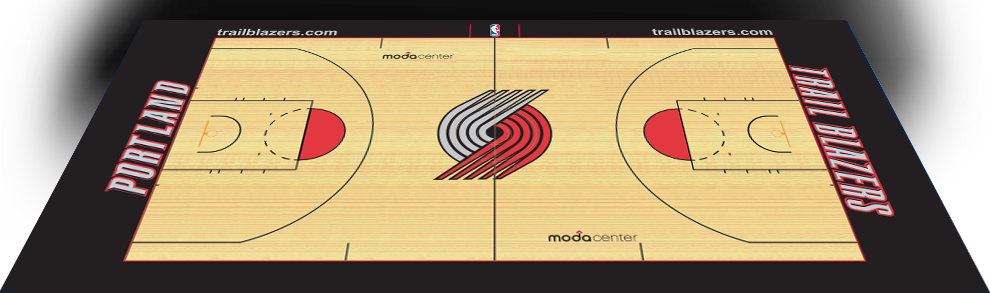 trailblazers.com
trailblazers.com
modacenter
PORTLAND
TRAIL BLAZERS
modacenter